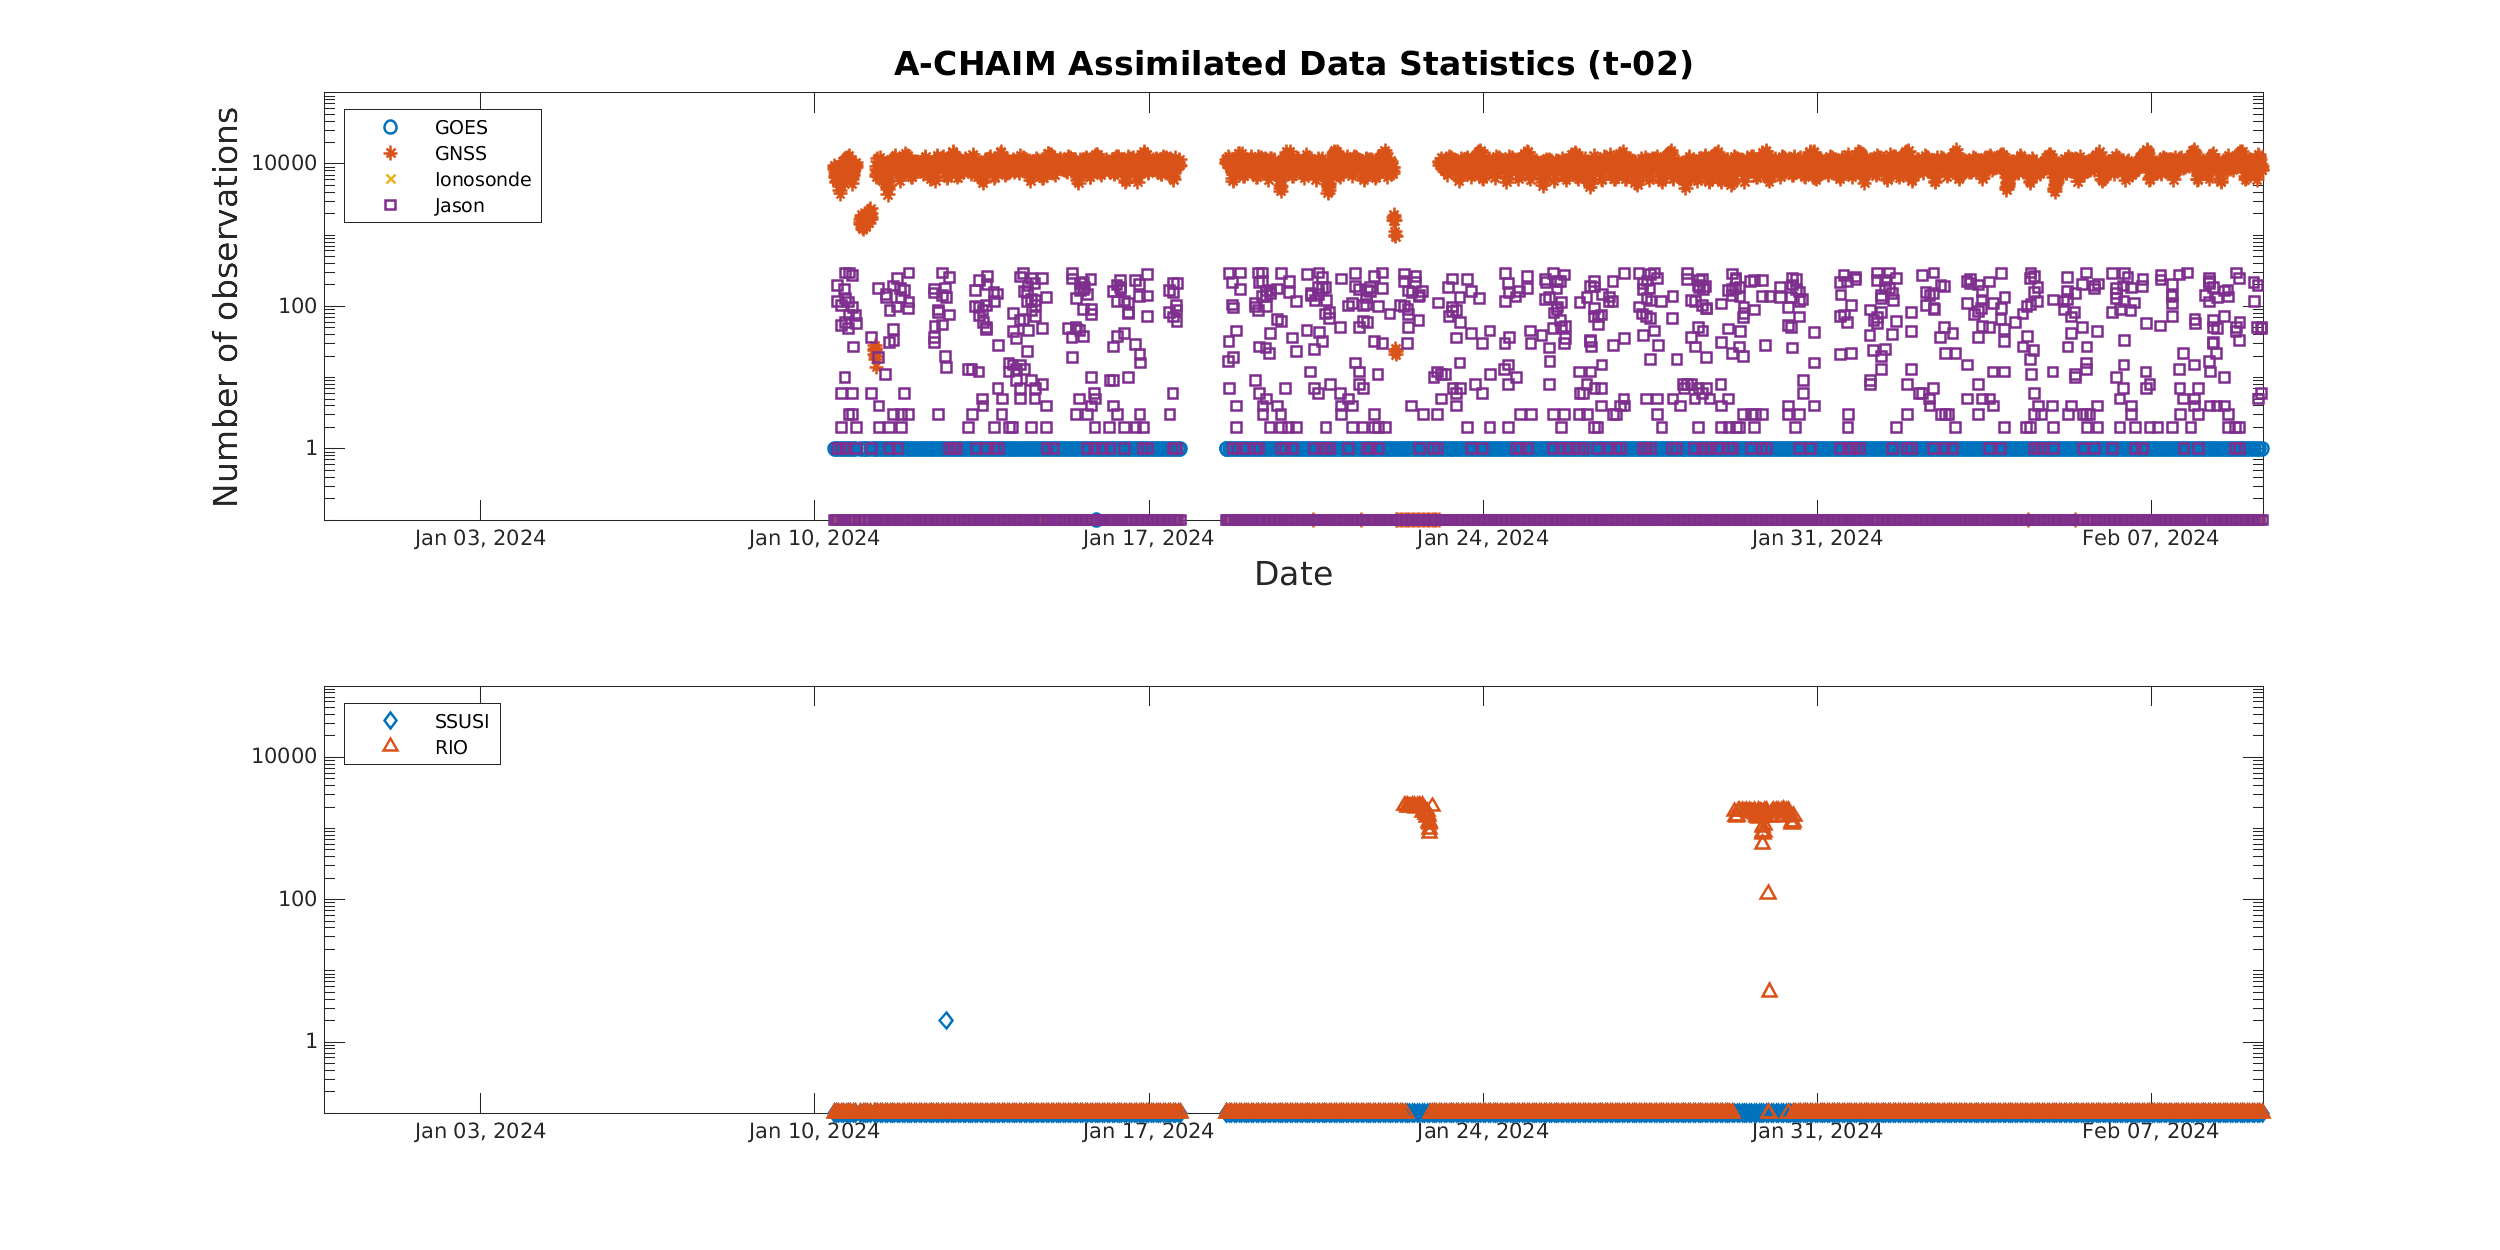 A-CHAIM Assimilated Data Statistics (t-02)
Number of observations
GOES
GNSS
Ionosonde
Jason
10000
100
1
Jan 03, 2024
Jan 10, 2024
Jan 17, 2024
Jan 24, 2024
Jan 31, 2024
Feb 07, 2024
Date
SSUSI
RIO
10000
100
1
Jan 03, 2024
Jan 10, 2024
Jan 17, 2024
Jan 24, 2024
Jan 31, 2024
Feb 07, 2024